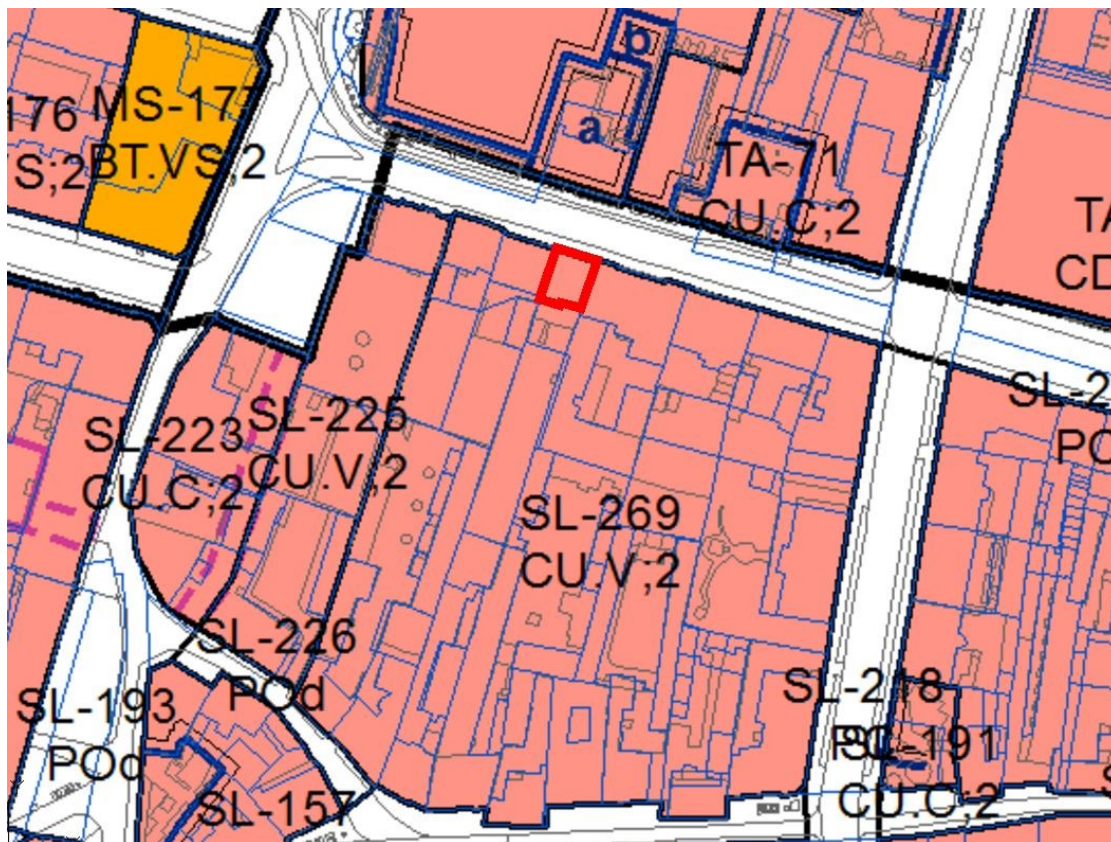 b
a
176
S;2
MS-177
BT.VS;2
TA-71
CU.C;2
TA
CD
SL-223
CU.C;2
SL-225
CU.V;2
SL-269
CU.V;2
SL-2
PO
SL-226
POd
SL-193
POd
SL-157
SL-218
SL-191
CU.C;2